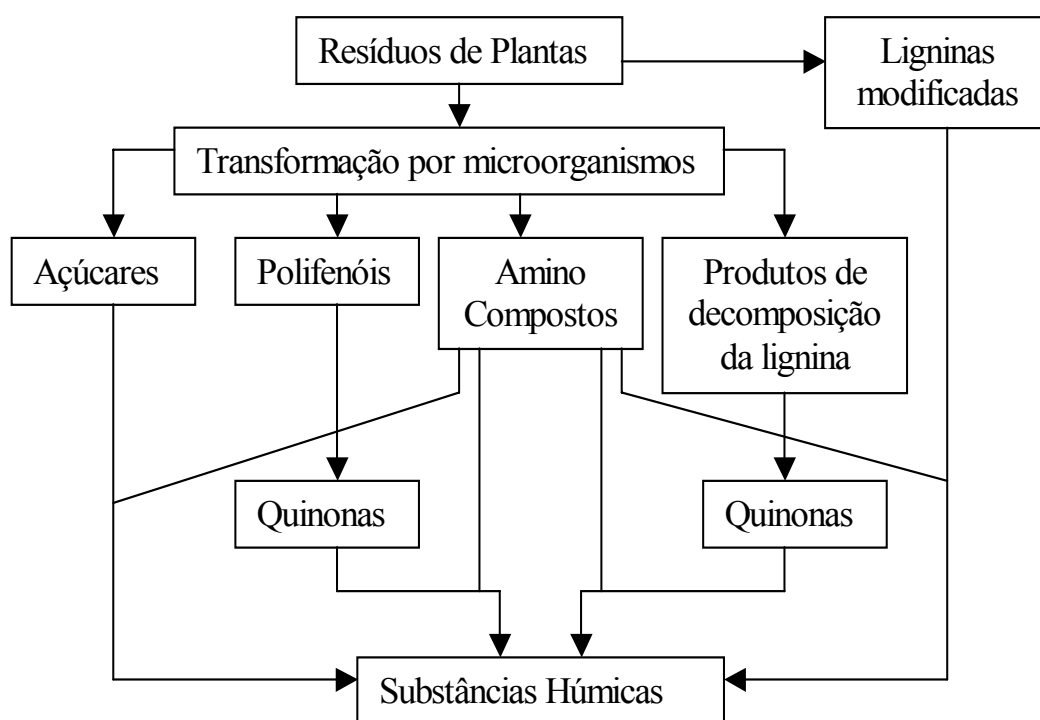 Resíduos de Plantas
Ligninas
modificadas
Transformação por microorganismos
Açúcares
Polifenóis
Amino
Compostos
Produtos de
decomposição
da lignina
Quinonas
Quinonas
Substâncias Húmicas